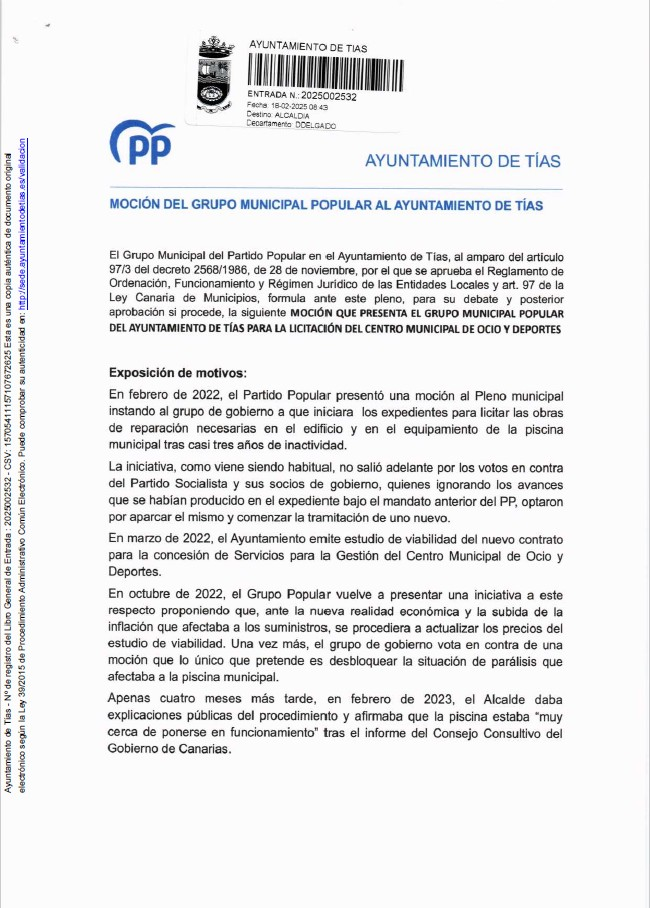 AYUNTAMIENTO DE TIAS
ENTRADA N.: 2025002532
Fecha: 18-02-2025 08:43
Destino: ALCALDIA
Departamento: DDELGADO
PP
AYUNTAMIENTO DE TÍAS
MOCIÓN DEL GRUPO MUNICIPAL POPULAR AL AYUNTAMIENTO DE TÍAS
El Grupo Municipal del Partido Popular en el Ayuntamiento de Tías, al amparo del articulo
97/3 del decreto 2568/1986, de 28 de noviembre, por el que se aprueba el Reglamento de
Ordenación, Funcionamiento y Régimen Jurídico de las Entidades Locales y art. 97 de la
Ley Canaria de Municipios, formula ante este pleno, para su debate y posterior
aprobación si procede, la siguiente MOCIÓN QUE PRESENTA EL GRUPO MUNICIPAL POPULAR
DEL AYUNTAMIENTO DE TÍAS PARA LA LICITACIÓN DEL CENTRO MUNICIPAL DE OCIO Y DEPORTES
Exposición de motivos:
En febrero de 2022, el Partido Popular presentó una moción al Pleno municipal
instando al grupo de gobierno a que iniciara los expedientes para licitar las obras
de reparación necesarias en el edificio y en el equipamiento de la piscina
municipal tras casi tres años de inactividad.
La iniciativa, como viene siendo habitual, no salió adelante por los votos en contra
del Partido Socialista y sus socios de gobierno, quienes ignorando los avances
que se habían producido en el expediente bajo el mandato anterior del PP, optaron
por aparcar el mismo y comenzar la tramitación de uno nuevo.
En marzo de 2022, el Ayuntamiento emite estudio de viabilidad del nuevo contrato
para la concesión de Servicios para la Gestión del Centro Municipal de Ocio y
Deportes.
En octubre de 2022, el Grupo Popular vuelve a presentar una iniciativa a este
respecto proponiendo que, ante la nueva realidad económica y la subida de la
inflación que afectaba a los suministros, se procediera a actualizar los precios del
estudio de viabilidad. Una vez más, el grupo de gobierno vota en contra de una
moción que lo único que pretende es desbloquear la situación de parálisis que
afectaba a la piscina municipal.
Apenas cuatro meses más tarde, en febrero de 2023, el Alcalde daba
explicaciones públicas del procedimiento y afirmaba que la piscina estaba “muy
cerca de ponerse en funcionamiento” tras el informe del Consejo Consultivo del
Gobierno de Canarias.
Ayuntamiento de Tías - Nº de registro del Libro General de Entrada : 2025002532 - CSV: 15705411157107672625 Esta es una copia auténtica de documento original
electrónico según la Ley 39/2015 de Procedimiento Administrativo Común Electrónico. Puede comprobar su autenticidad en: http://sede.ayuntamientodetias.es/validacion